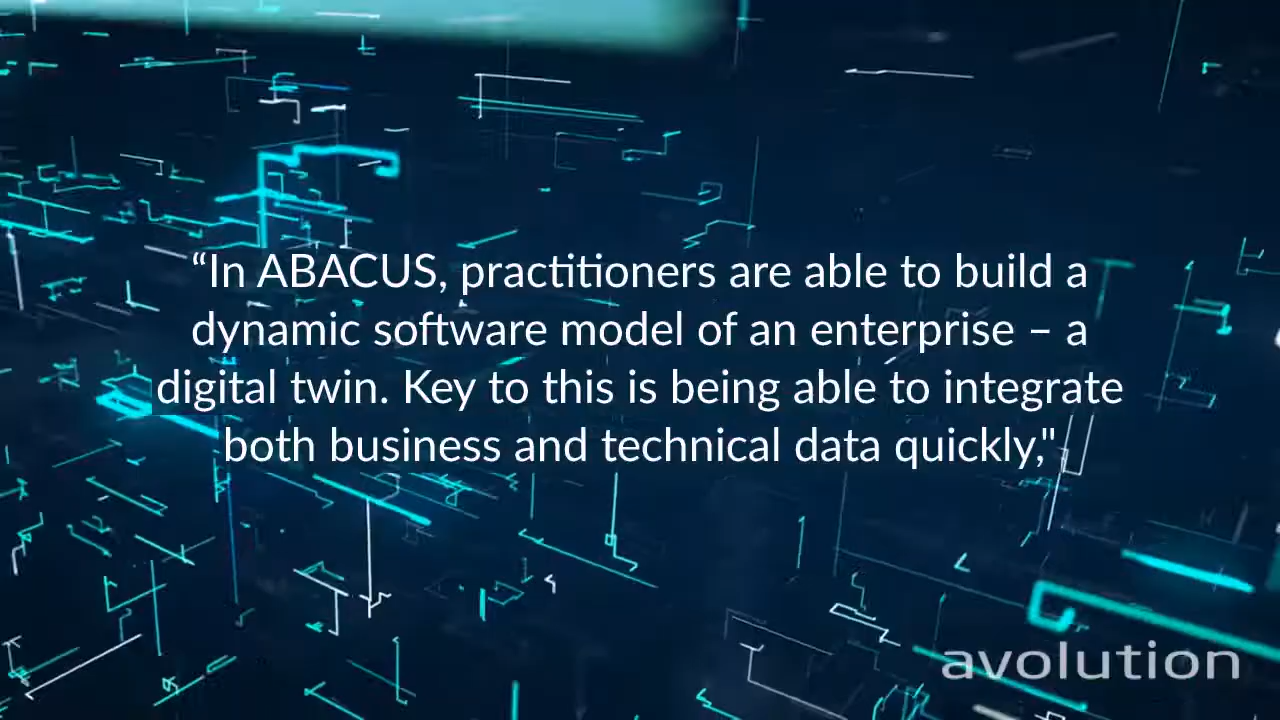 “In ABACUS, practitioners are able to build a
dynamic software model of an enterprise – a
digital twin. Key to this is being able to integrate
both business and technical data quickly,"
avolution